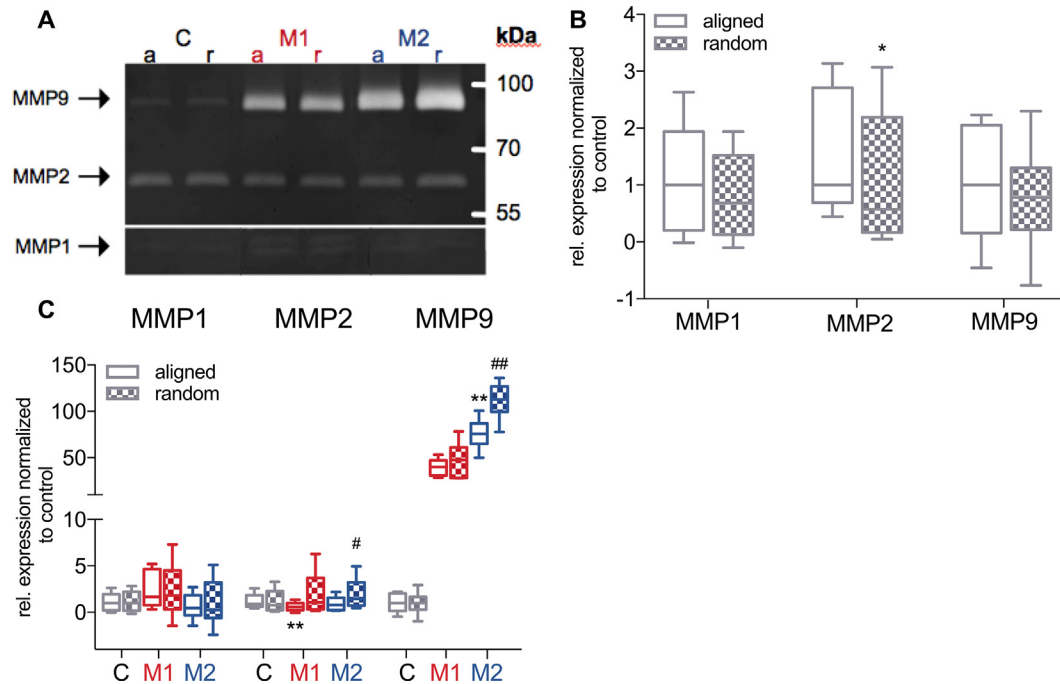 A
C M1 M2 kDa
a r a r a r
MMP9
MMP2
MMP1
100
70
55
B
aligned
random
rel. expression normalized
to control
4
3
2
1
0
-1
*
MMP1 MMP2 MMP9
C
MMP1 MMP2 MMP9
aligned
random
rel. expression normalized
to control
150
100
50
10
5
0
**
#
**
##
C M1 M2 C M1 M2 C M1 M2